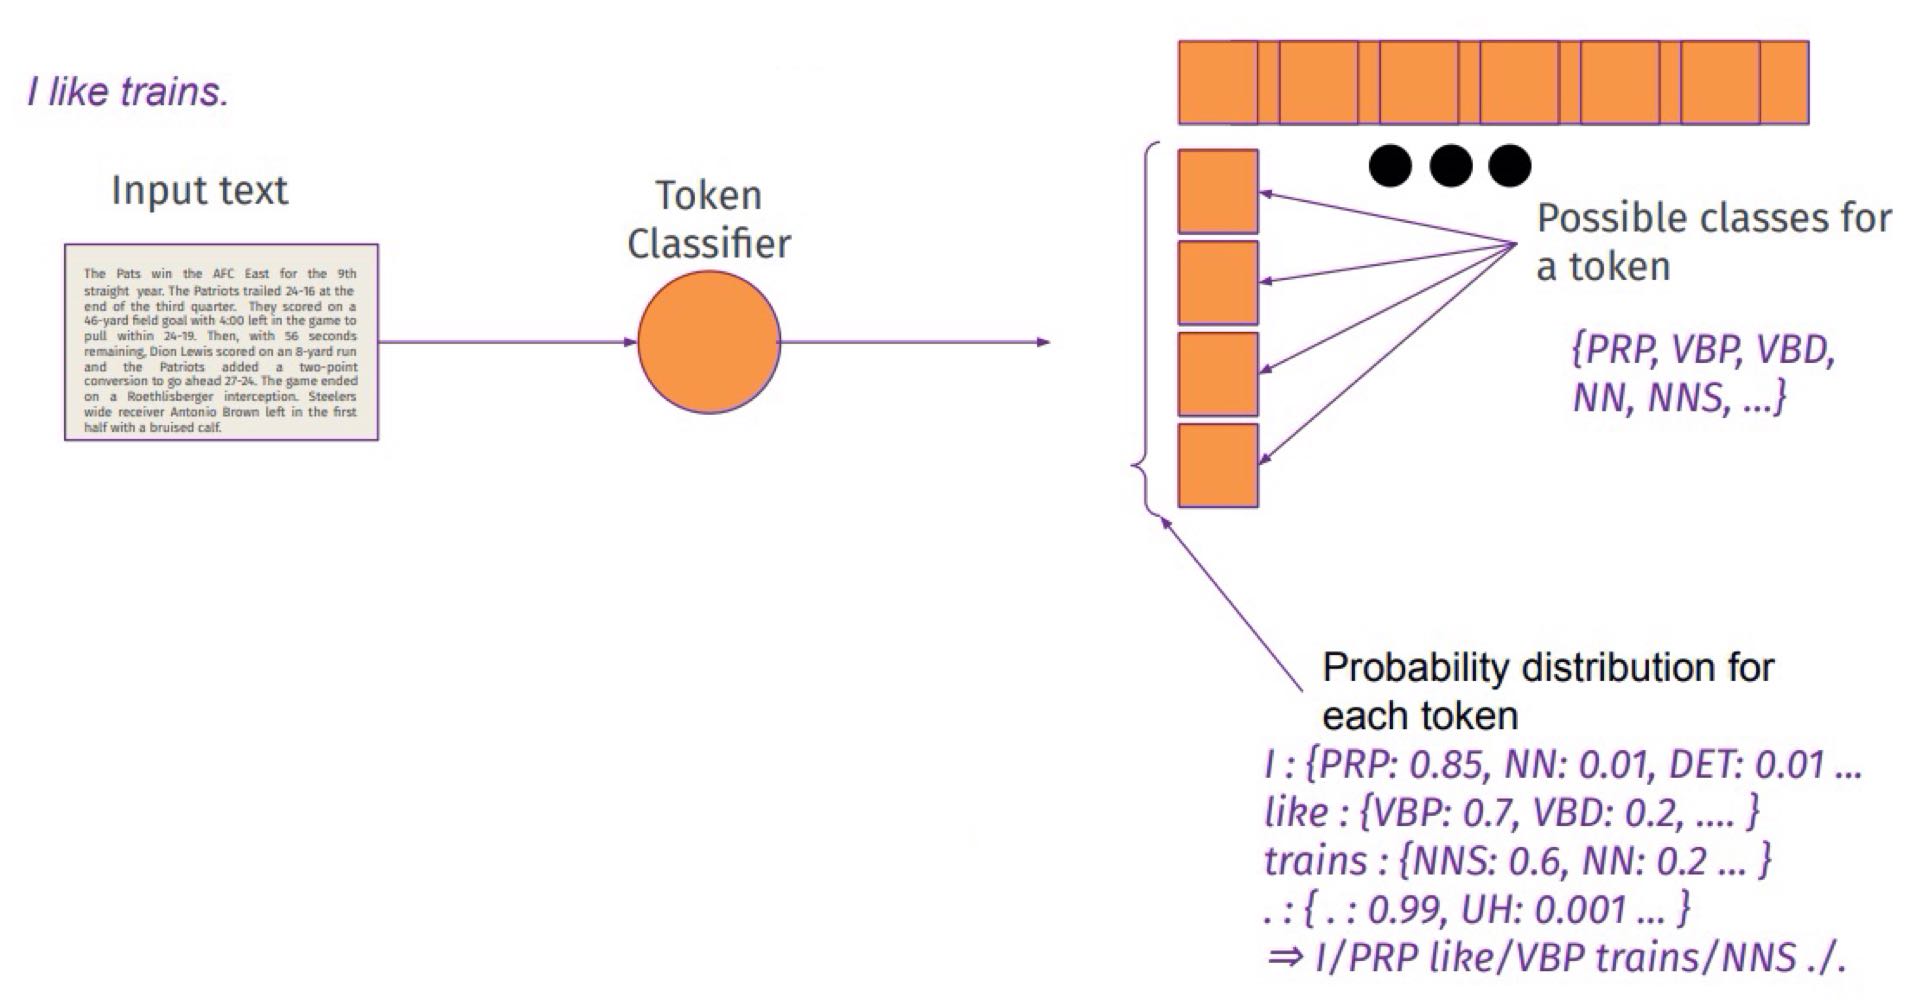 I like trains.
Input text
The Pats win the AFC East for the 9th
straight year. The Patriots trailed 24-16 at the
end of the third quarter. They scored on a
46-yard field goal with 4:00 left in the game to
pull within 24-19. Then, with 56 seconds
remaining, Dion Lewis scored on an 8-yard run
and the Patriots added a two-point
conversion to go ahead 27-24. The game ended
on a Roethlisberger interception. Steelers
wide receiver Antonio Brown left in the first
half with a bruised calf.
Token
Classifier
Possible classes for
a token
{PRP, VBP, VBD,
NN, NNS, ...}
Probability distribution for
each token
I : {PRP: 0.85, NN: 0.01, DET: 0.01 ...
like : {VBP: 0.7, VBD: 0.2, .... }
trains : {NNS: 0.6, NN: 0.2 ... }
. : { . : 0.99, UH: 0.001 ... }
⇒ I/PRP like/VBP trains/NNS ./.